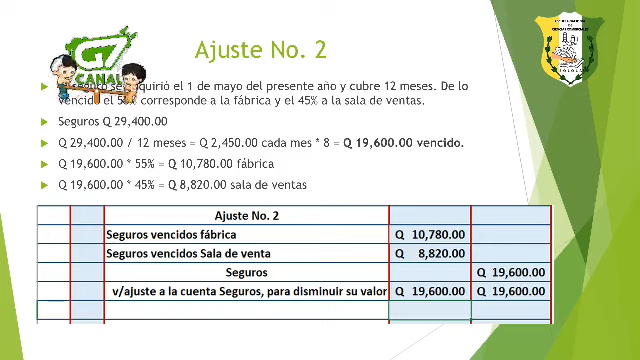 Ajuste No. 2
G7
CANAL
seguro se adquirió el 1 de mayo del presente año y cubre 12 meses. De lo
vencido el 55% corresponde a la fábrica y el 45% a la sala de ventas.
Seguros Q 29,400.00
Q 29,400.00 / 12 meses = Q 2,450.00 cada mes * 8 = Q 19,600.00 vencido.
Q 19,600.00 * 55% = Q 10,780.00 fábrica
Q 19,600.00 * 45% = Q 8,820.00 sala de ventas
Ajuste No. 2
Seguros vencidos fábrica Q 10,780.00
Seguros vencidos Sala de venta Q 8,820.00
Seguros Q 19,600.00
v/ajuste a la cuenta Seguros, para disminuir su valor Q 19,600.00 Q 19,600.00